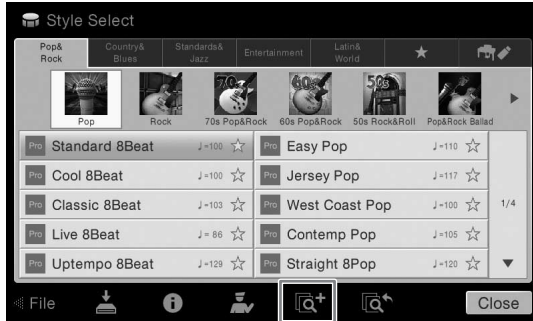 Style Select
Pop& Rock
Country& Blues
Standards& Jazz
Entertainment
Latin& World
Pop
Rock
70s Pop&Rock
60s Pop&Rock
50s Rock&Roll
Pop&Rock Ballad
Pro Standard 8Beat ♩=100
Pro Easy Pop ♩=110
Pro Cool 8Beat ♩=100
Pro Jersey Pop ♩=117
Pro Classic 8Beat ♩=103
Pro West Coast Pop ♩=100
1/4
Pro Live 8Beat ♩= 86
Pro Contemp Pop ♩=105
Pro Uptempo 8Beat ♩=129
Pro Straight 8Pop ♩=120
File
Close